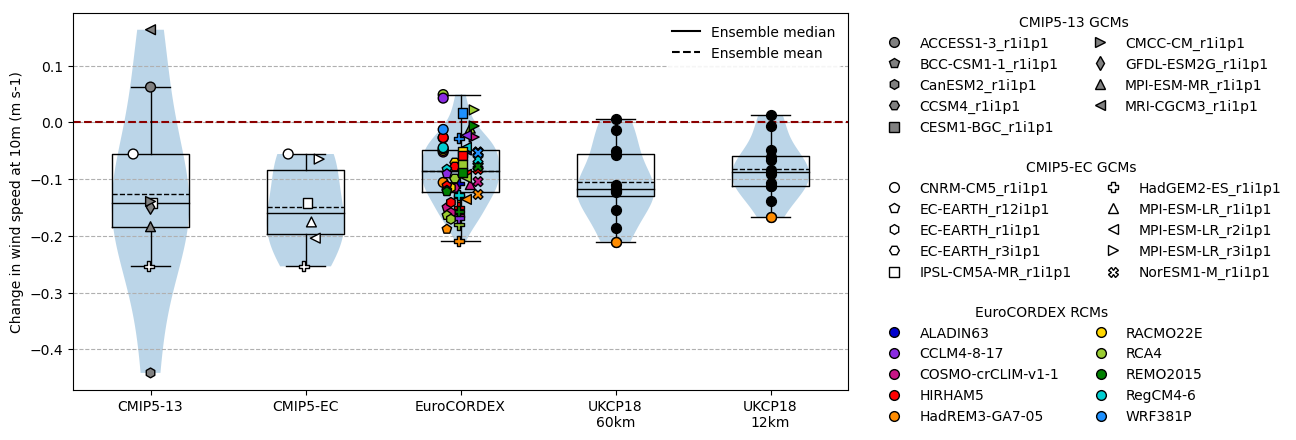 Change in wind speed at 10m (m s-1)
0.1
0.0
−0.1
−0.2
−0.3
−0.4
Ensemble median
Ensemble mean
CMIP5-13
CMIP5-EC
EuroCORDEX
UKCP18
60km
UKCP18
12km
CMIP5-13 GCMs
ACCESS1-3_r1i1p1
BCC-CSM1-1_r1i1p1
CanESM2_r1i1p1
CCSM4_r1i1p1
CESM1-BGC_r1i1p1
CMCC-CM_r1i1p1
GFDL-ESM2G_r1i1p1
MPI-ESM-MR_r1i1p1
MRI-CGCM3_r1i1p1
CMIP5-EC GCMs
CNRM-CM5_r1i1p1
EC-EARTH_r12i1p1
EC-EARTH_r1i1p1
EC-EARTH_r3i1p1
IPSL-CM5A-MR_r1i1p1
HadGEM2-ES_r1i1p1
MPI-ESM-LR_r1i1p1
MPI-ESM-LR_r2i1p1
MPI-ESM-LR_r3i1p1
NorESM1-M_r1i1p1
EuroCORDEX RCMs
ALADIN63
CCLM4-8-17
COSMO-crCLIM-v1-1
HIRHAM5
HadREM3-GA7-05
RACMO22E
RCA4
REMO2015
RegCM4-6
WRF381P